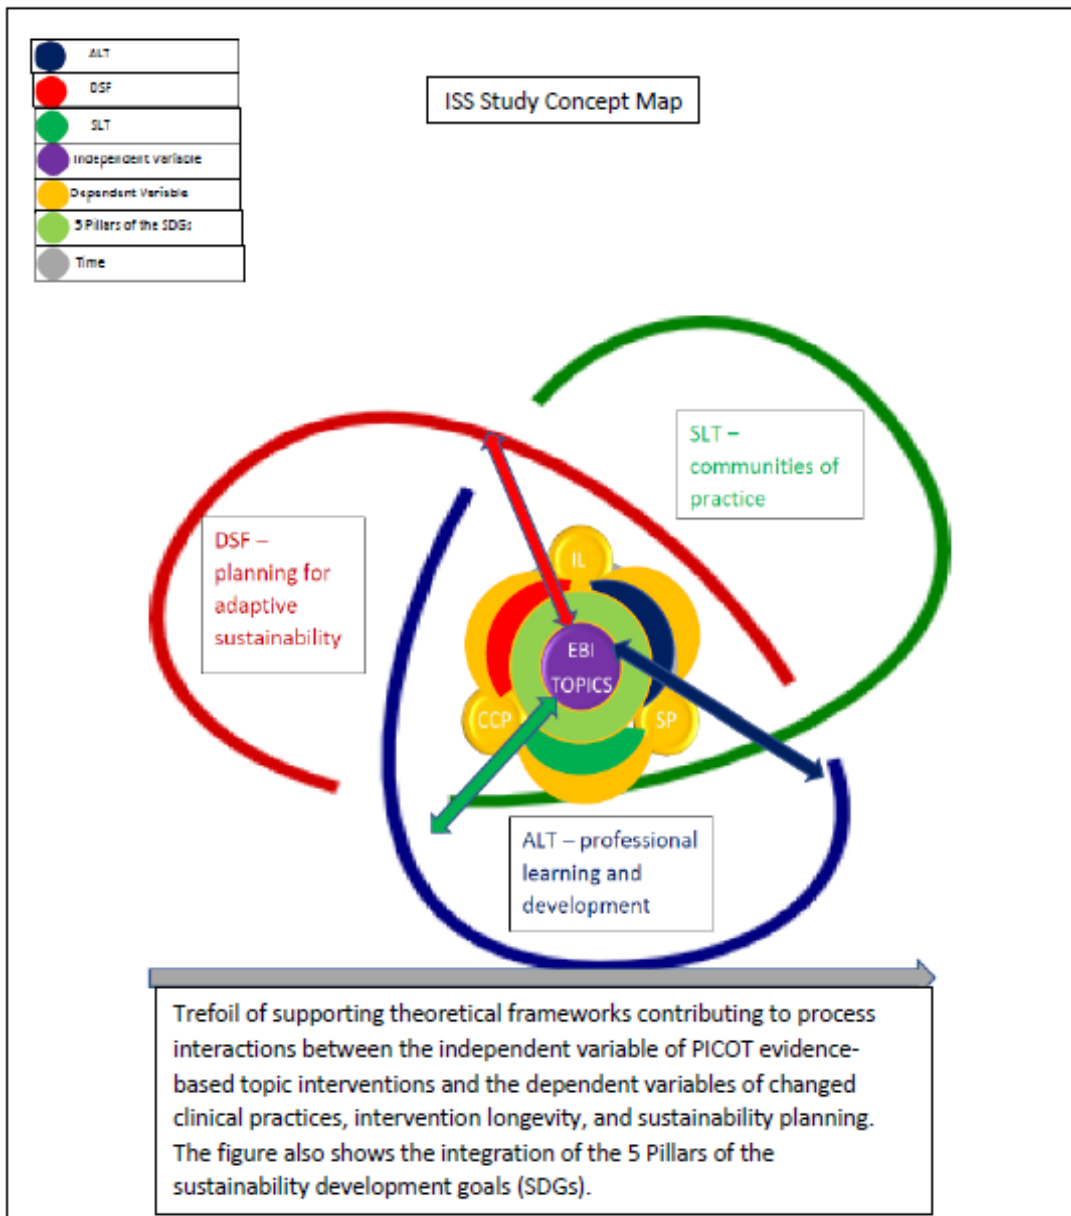 ALT
DSF
SLT
Independent Variable
Dependent Variable
5 Pillars of the SDGs
Time
ISS Study Concept Map
SLT –
communities of
practice
DSF –
planning for
adaptive
sustainability
IL
EBI
TOPICS
CCP
SP
ALT – professional
learning and
development
Trefoil of supporting theoretical frameworks contributing to process
interactions between the independent variable of PICOT evidence-
based topic interventions and the dependent variables of changed
clinical practices, intervention longevity, and sustainability planning.
The figure also shows the integration of the 5 Pillars of the
sustainability development goals (SDGs).